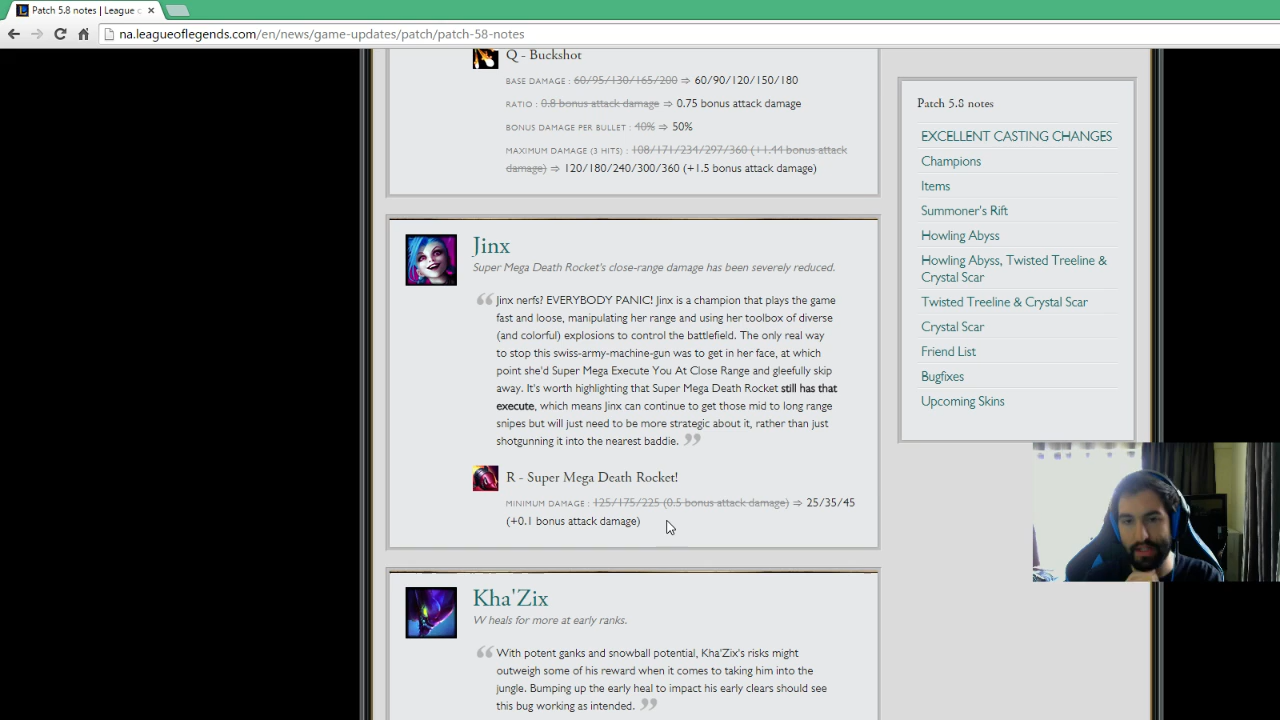 Patch 5.8 notes | League c
na.leagueoflegends.com/en/news/game-updates/patch/patch-58-notes
Q - Buckshot
BASE DAMAGE : 60/95/130/165/200 ⇒ 60/90/120/150/180
RATIO : 0.8 bonus attack damage ⇒ 0.75 bonus attack damage
BONUS DAMAGE PER BULLET : 40% ⇒ 50%
MAXIMUM DAMAGE (3 HITS) : 108/171/234/297/360 (+1.44 bonus attack
damage) ⇒ 120/180/240/300/360 (+1.5 bonus attack damage)
Jinx
Super Mega Death Rocket's close-range damage has been severely reduced.
Jinx nerfs? EVERYBODY PANIC! Jinx is a champion that plays the game
fast and loose, manipulating her range and using her toolbox of diverse
(and colorful) explosions to control the battlefield. The only real way
to stop this swiss-army-machine-gun was to get in her face, at which
point she'd Super Mega Execute You At Close Range and gleefully skip
away. It's worth highlighting that Super Mega Death Rocket still has that
execute, which means Jinx can continue to get those mid to long range
snipes but will just need to be more strategic about it, rather than just
shotgunning it into the nearest baddie.
R - Super Mega Death Rocket!
MINIMUM DAMAGE : 125/175/225 (0.5 bonus attack damage) ⇒ 25/35/45
(+0.1 bonus attack damage)
Kha'Zix
W heals for more at early ranks.
With potent ganks and snowball potential, Kha'Zix's risks might
outweigh some of his reward when it comes to taking him into the
jungle. Bumping up the early heal to impact his early clears should see
this bug working as intended.
Patch 5.8 notes
EXCELLENT CASTING CHANGES
Champions
Items
Summoner's Rift
Howling Abyss
Howling Abyss, Twisted Treeline &
Crystal Scar
Twisted Treeline & Crystal Scar
Crystal Scar
Friend List
Bugfixes
Upcoming Skins